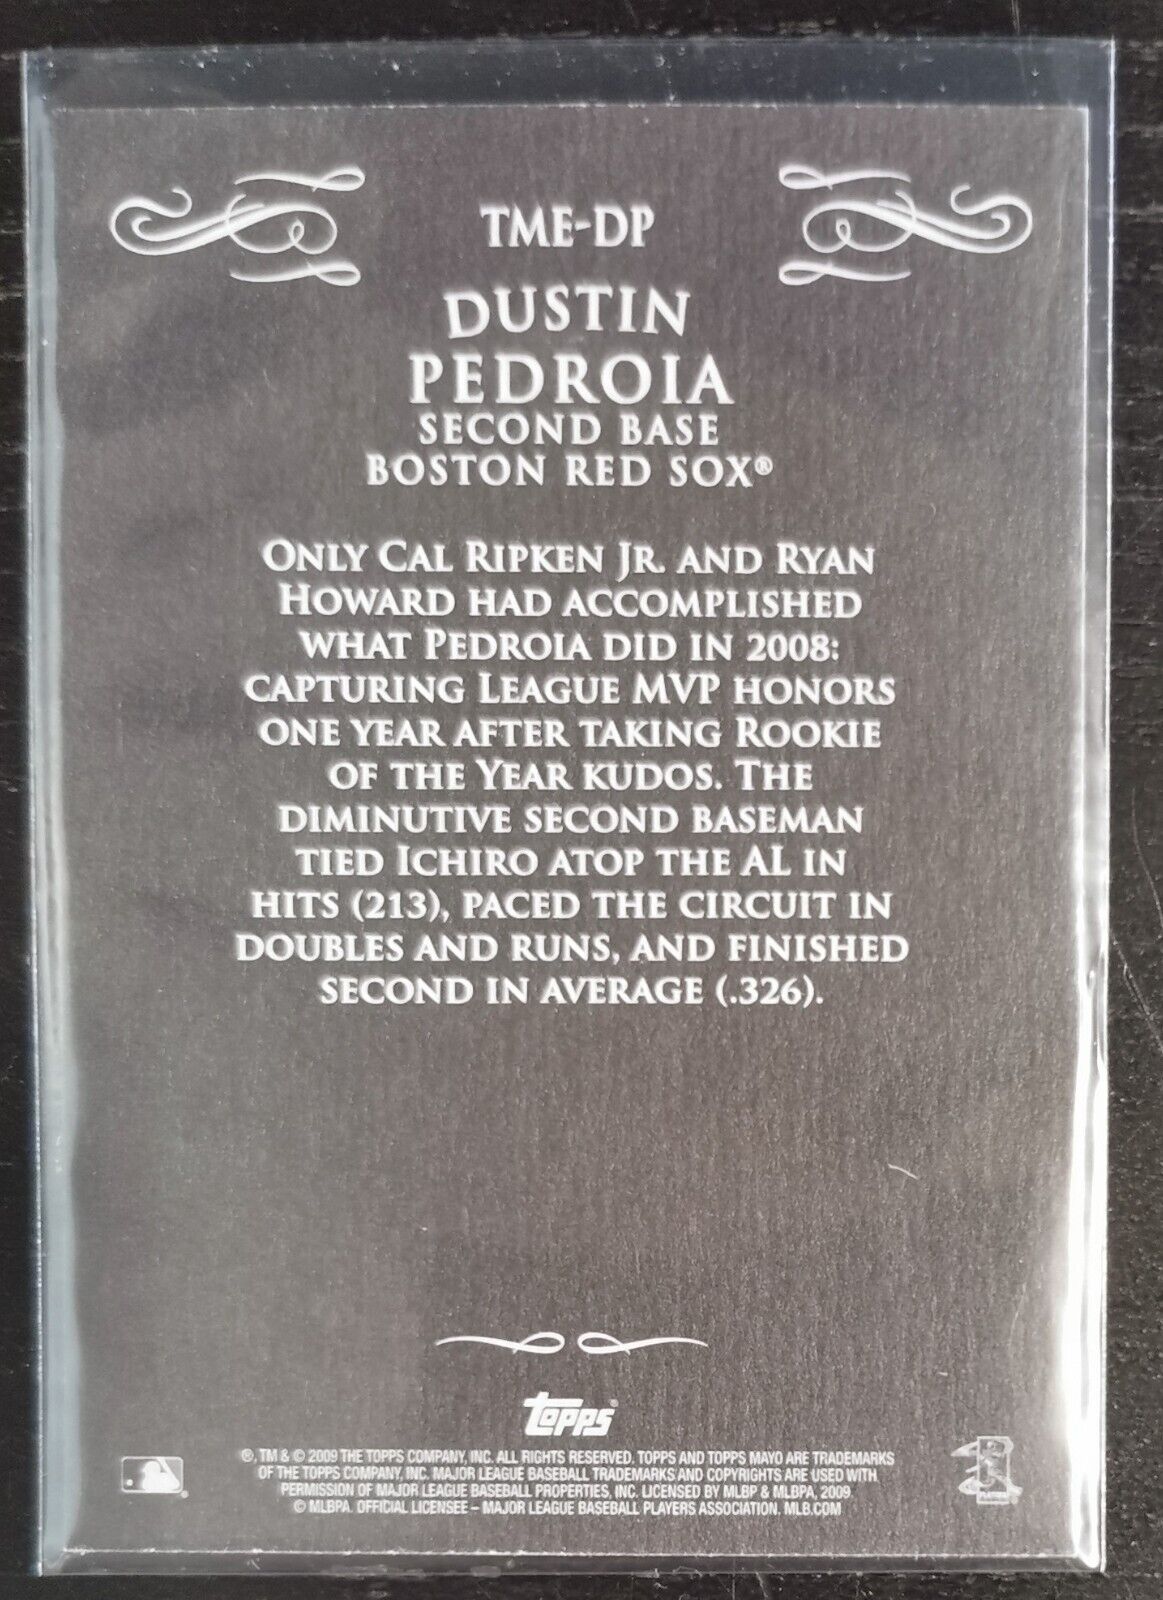 TME-DP
DUSTIN
PEDROIA
SECOND BASE
BOSTON RED SOX®
ONLY CAL RIPKEN JR. AND RYAN
HOWARD HAD ACCOMPLISHED
WHAT PEDROIA DID IN 2008:
CAPTURING LEAGUE MVP HONORS
ONE YEAR AFTER TAKING ROOKIE
OF THE YEAR KUDOS. THE
DIMINUTIVE SECOND BASEMAN
TIED ICHIRO ATOP THE AL IN
HITS (213), PACED THE CIRCUIT IN
DOUBLES AND RUNS, AND FINISHED
SECOND IN AVERAGE (.326).
topps
®, TM & © 2009 THE TOPPS COMPANY, INC. ALL RIGHTS RESERVED. TOPPS AND TOPPS MAYO ARE TRADEMARKS
OF THE TOPPS COMPANY, INC. MAJOR LEAGUE BASEBALL TRADEMARKS AND COPYRIGHTS ARE USED WITH
PERMISSION OF MAJOR LEAGUE BASEBALL PROPERTIES, INC. LICENSED BY MLBP & MLBPA, 2009.
© MLBPA. OFFICIAL LICENSEE – MAJOR LEAGUE BASEBALL PLAYERS ASSOCIATION. MLB.COM